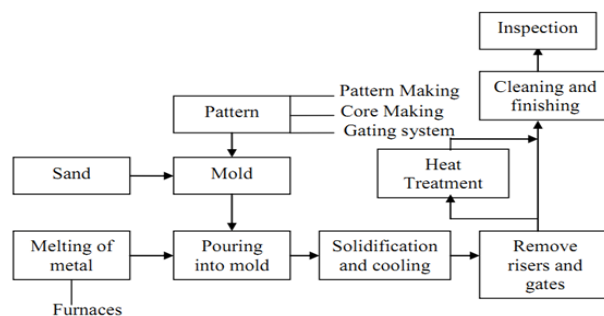 Inspection
Cleaning and
finishing
Pattern Making
Pattern
Core Making
Gating system
Heat
Treatment
Sand
Mold
Melting of
metal
Pouring
into mold
Solidification
and cooling
Remove
risers and
gates
Furnaces